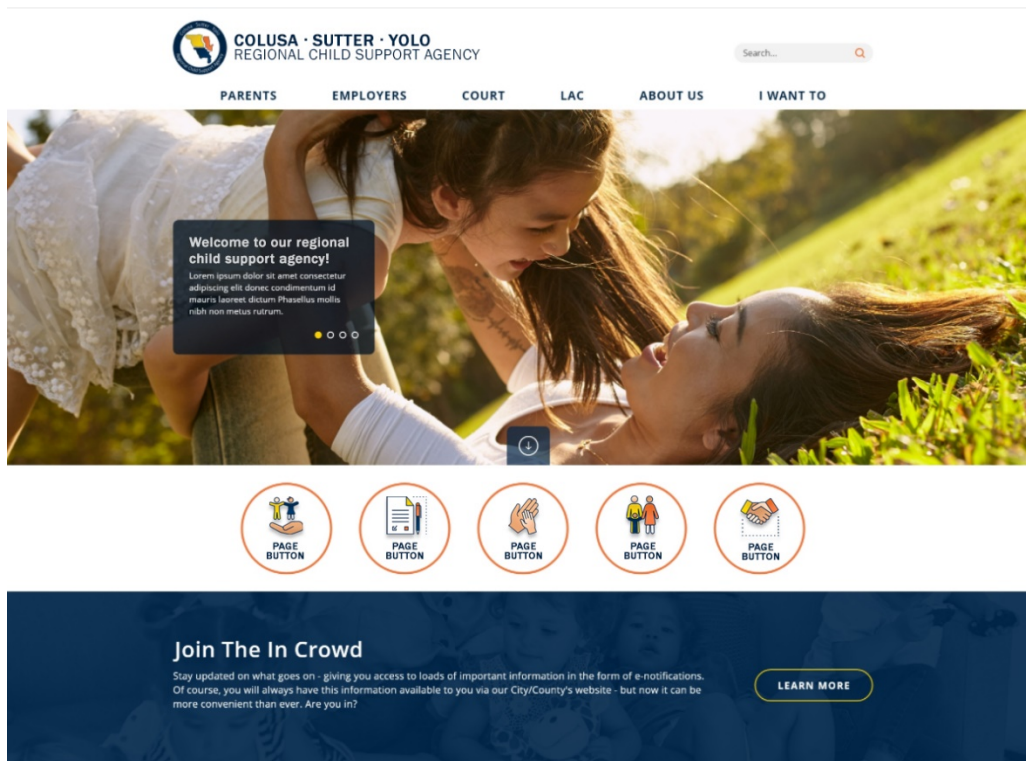 COLUSA · SUTTER · YOLO
REGIONAL CHILD SUPPORT AGENCY
Search...
PARENTS EMPLOYERS COURT LAC ABOUT US I WANT TO
Welcome to our regional
child support agency!
Lorem ipsum dolor sit amet consectetur
adipiscing elit donec condimentum id
mauris laoreet dictum Phasellus mollis
nibh non metus rutrum.
PAGE
BUTTON
PAGE
BUTTON
PAGE
BUTTON
PAGE
BUTTON
PAGE
BUTTON
Join The In Crowd
Stay updated on what goes on - giving you access to loads of important information in the form of e-notifications.
Of course, you will always have this information available to you via our City/County's website - but now it can be
more convenient than ever. Are you in?
LEARN MORE